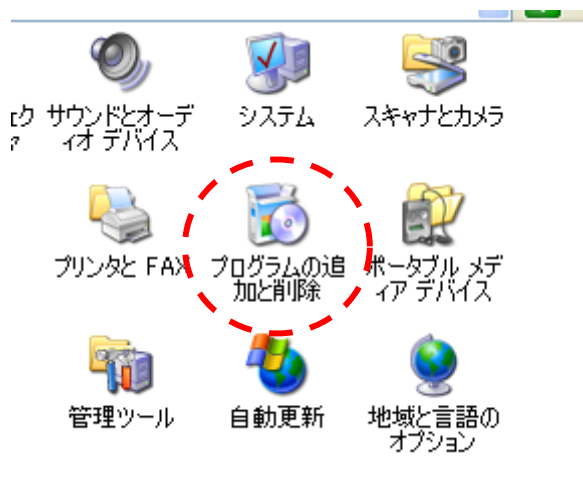 サウンドとオーデ
ィオ デバイス
システム
スキャナとカメラ
プリンタと FAX
プログラムの追
加と削除
ポータブル メデ
ィア デバイス
管理ツール
自動更新
地域と言語の
オプション